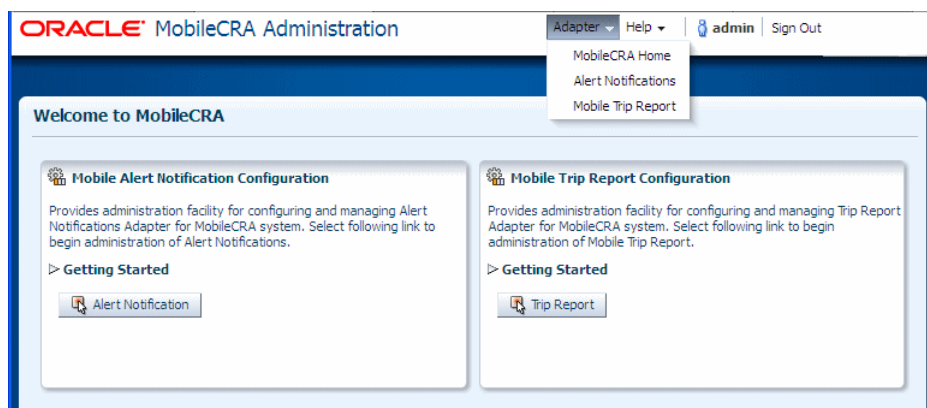 ORACLE MobileCRA Administration
Adapter Help admin Sign Out
MobileCRA Home
Alert Notifications
Mobile Trip Report
Welcome to MobileCRA
Mobile Alert Notification Configuration
Provides administration facility for configuring and managing Alert
Notifications Adapter for MobileCRA system. Select following link to
begin administration of Alert Notifications.
Getting Started
Alert Notification
Mobile Trip Report Configuration
Provides administration facility for configuring and managing Trip Report
Adapter for MobileCRA system. Select following link to begin
administration of Mobile Trip Report.
Getting Started
Trip Report